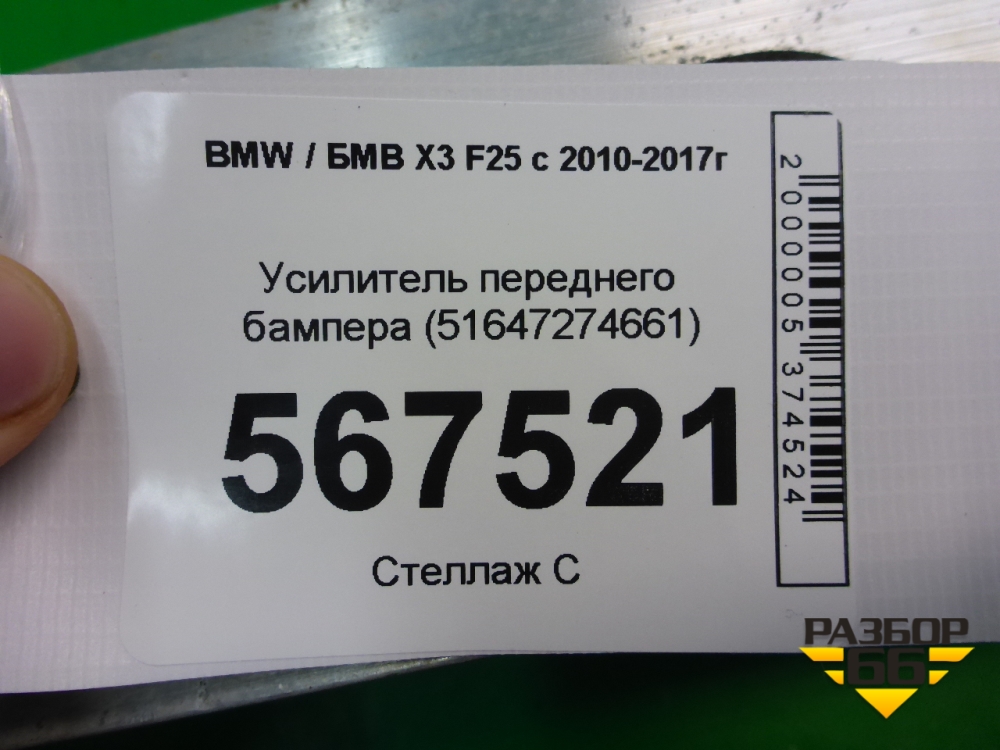 BMW / БМВ X3 F25 с 2010-2017г
Усилитель переднего
бампера (51647274661)
567521
Стеллаж С
2000005374524
РАЗБОР
66